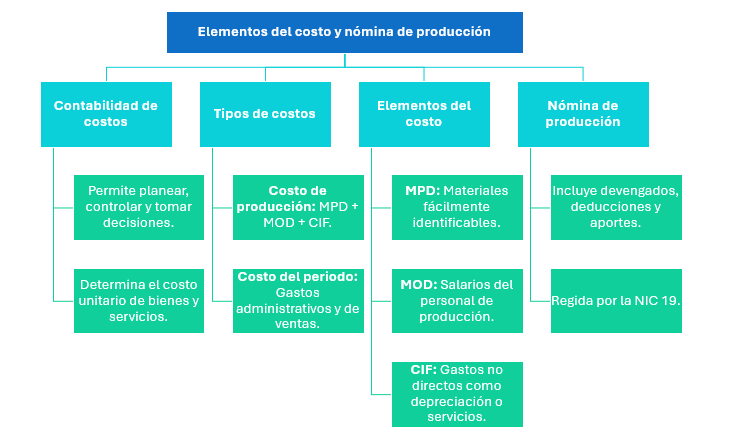 Elementos del costo y nómina de producción
Contabilidad de
costos
Permite planear,
controlar y tomar
decisiones.
Determina el costo
unitario de bienes y
servicios.
Tipos de costos
Costo de
producción: MPD +
MOD + CIF.
Costo del periodo:
Gastos
administrativos y de
ventas.
Elementos del
costo
MPD: Materiales
fácilmente
identificables.
MOD: Salarios del
personal de
producción.
CIF: Gastos no
directos como
depreciación o
servicios.
Nómina de
producción
Incluye devengados,
deducciones y
aportes.
Regida por la NIC 19.